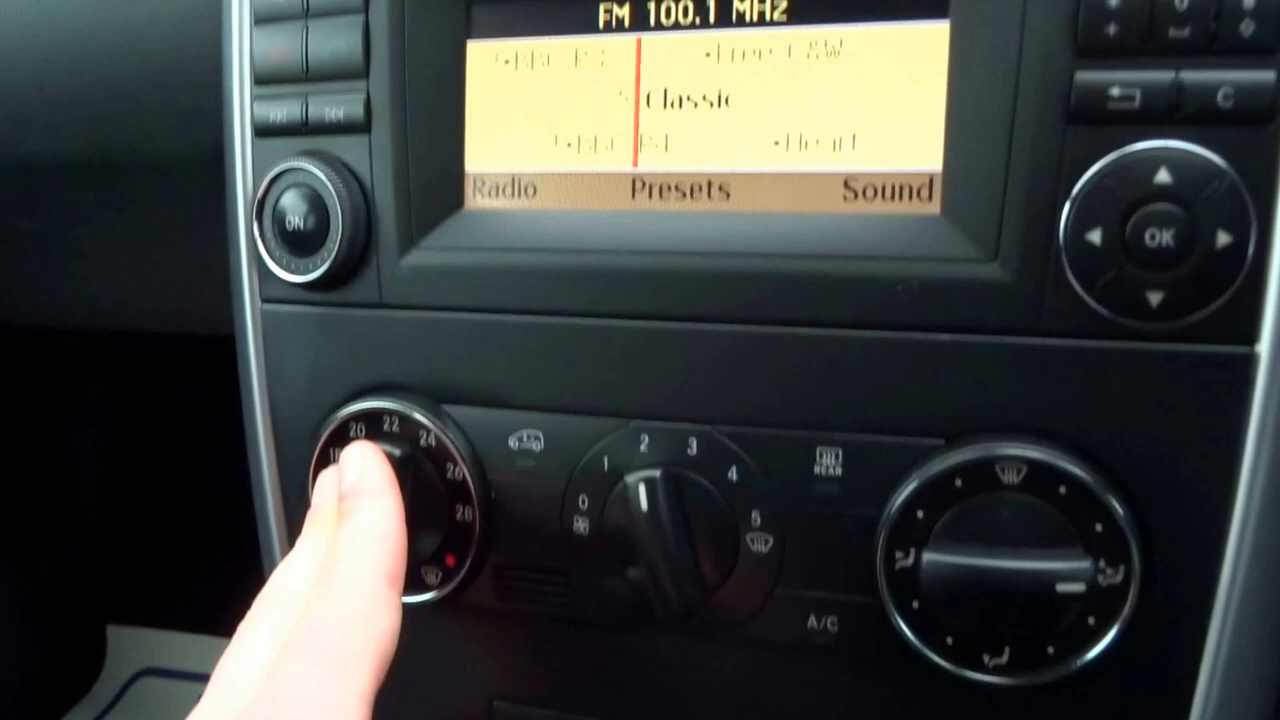 FM 100.1 MHz
Classic
Heart
Radio Presets Sound
C
ON
OK
20 22 24 26 28
0 1 2 3 4 5
REAR
A/C